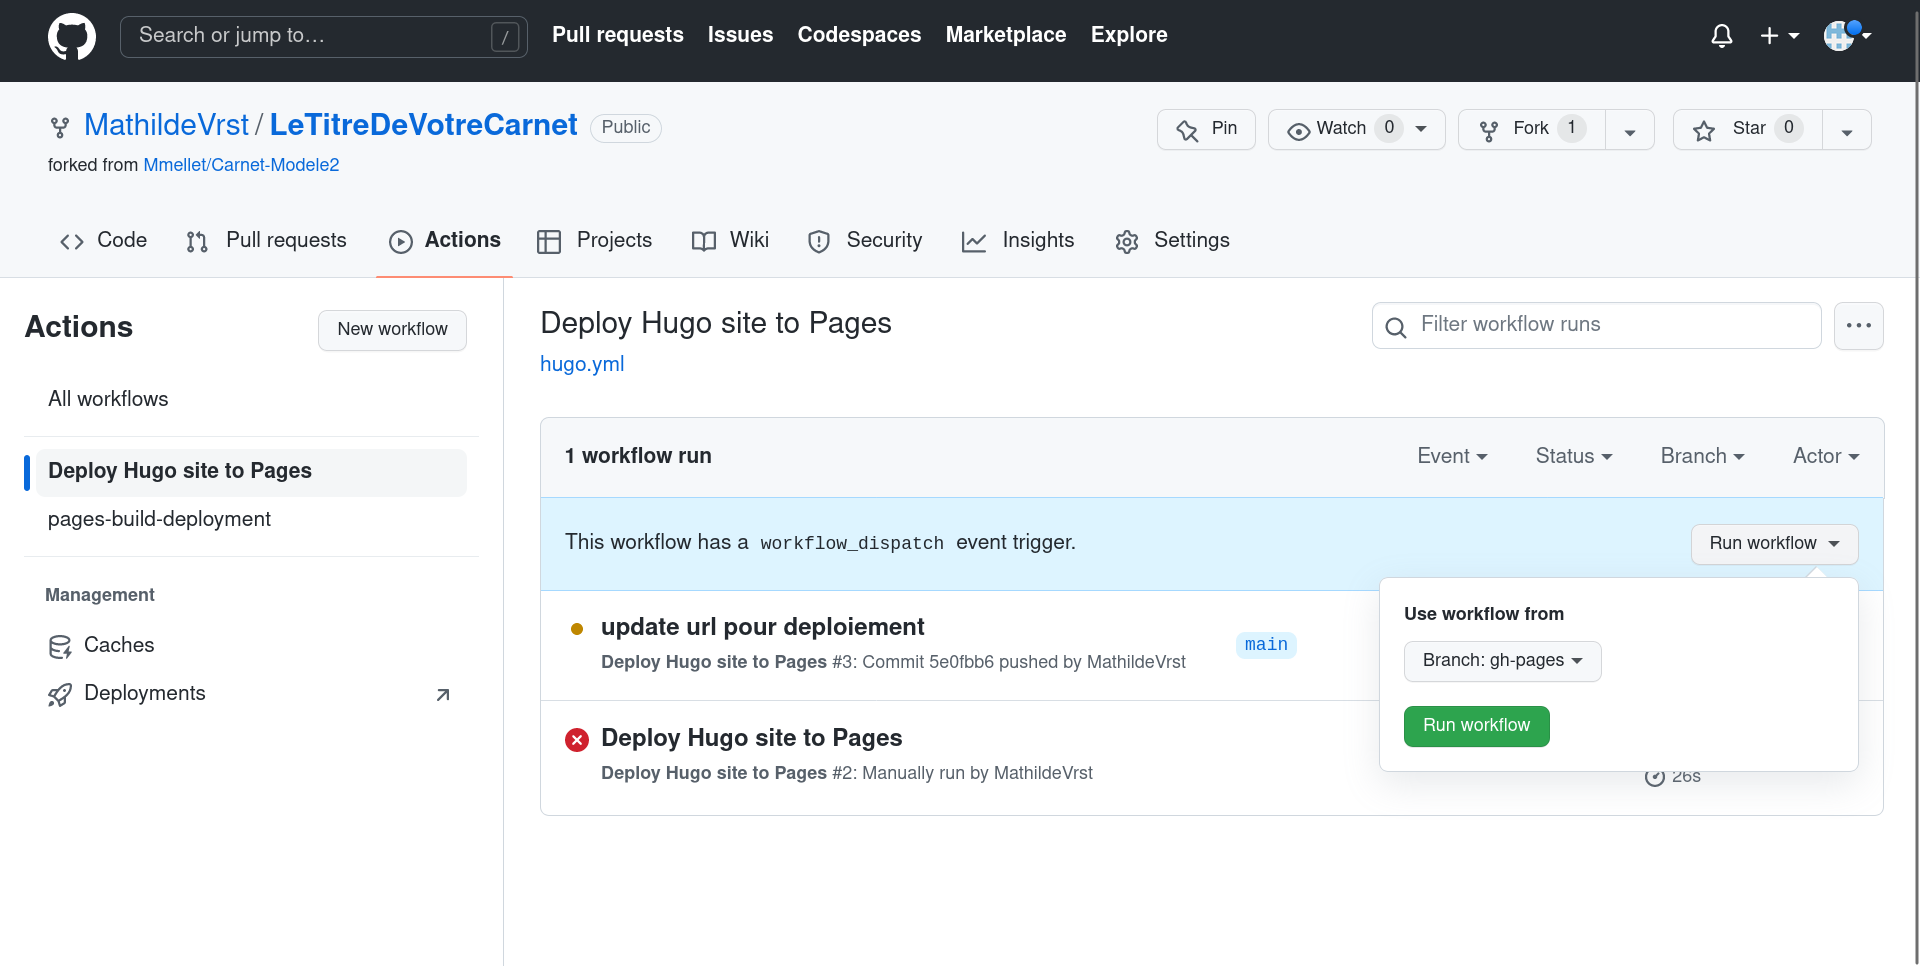 Search or jump to… /
Pull requests Issues Codespaces Marketplace Explore
MathildeVrst / LeTitreDeVotreCarnet Public
Pin Watch 0 Fork 1 Star 0
forked from Mmellet/Carnet-Modele2
Code Pull requests Actions Projects Wiki Security Insights Settings
Actions
New workflow
All workflows
Deploy Hugo site to Pages
pages-build-deployment
Management
Caches
Deployments
Deploy Hugo site to Pages
hugo.yml
Filter workflow runs
1 workflow run
Event Status Branch Actor
This workflow has a workflow_dispatch event trigger.
Run workflow
Use workflow from
Branch: gh-pages
Run workflow
update url pour deploiement
Deploy Hugo site to Pages #3: Commit 5e0fbb6 pushed by MathildeVrst
main
Deploy Hugo site to Pages
Deploy Hugo site to Pages #2: Manually run by MathildeVrst
26s